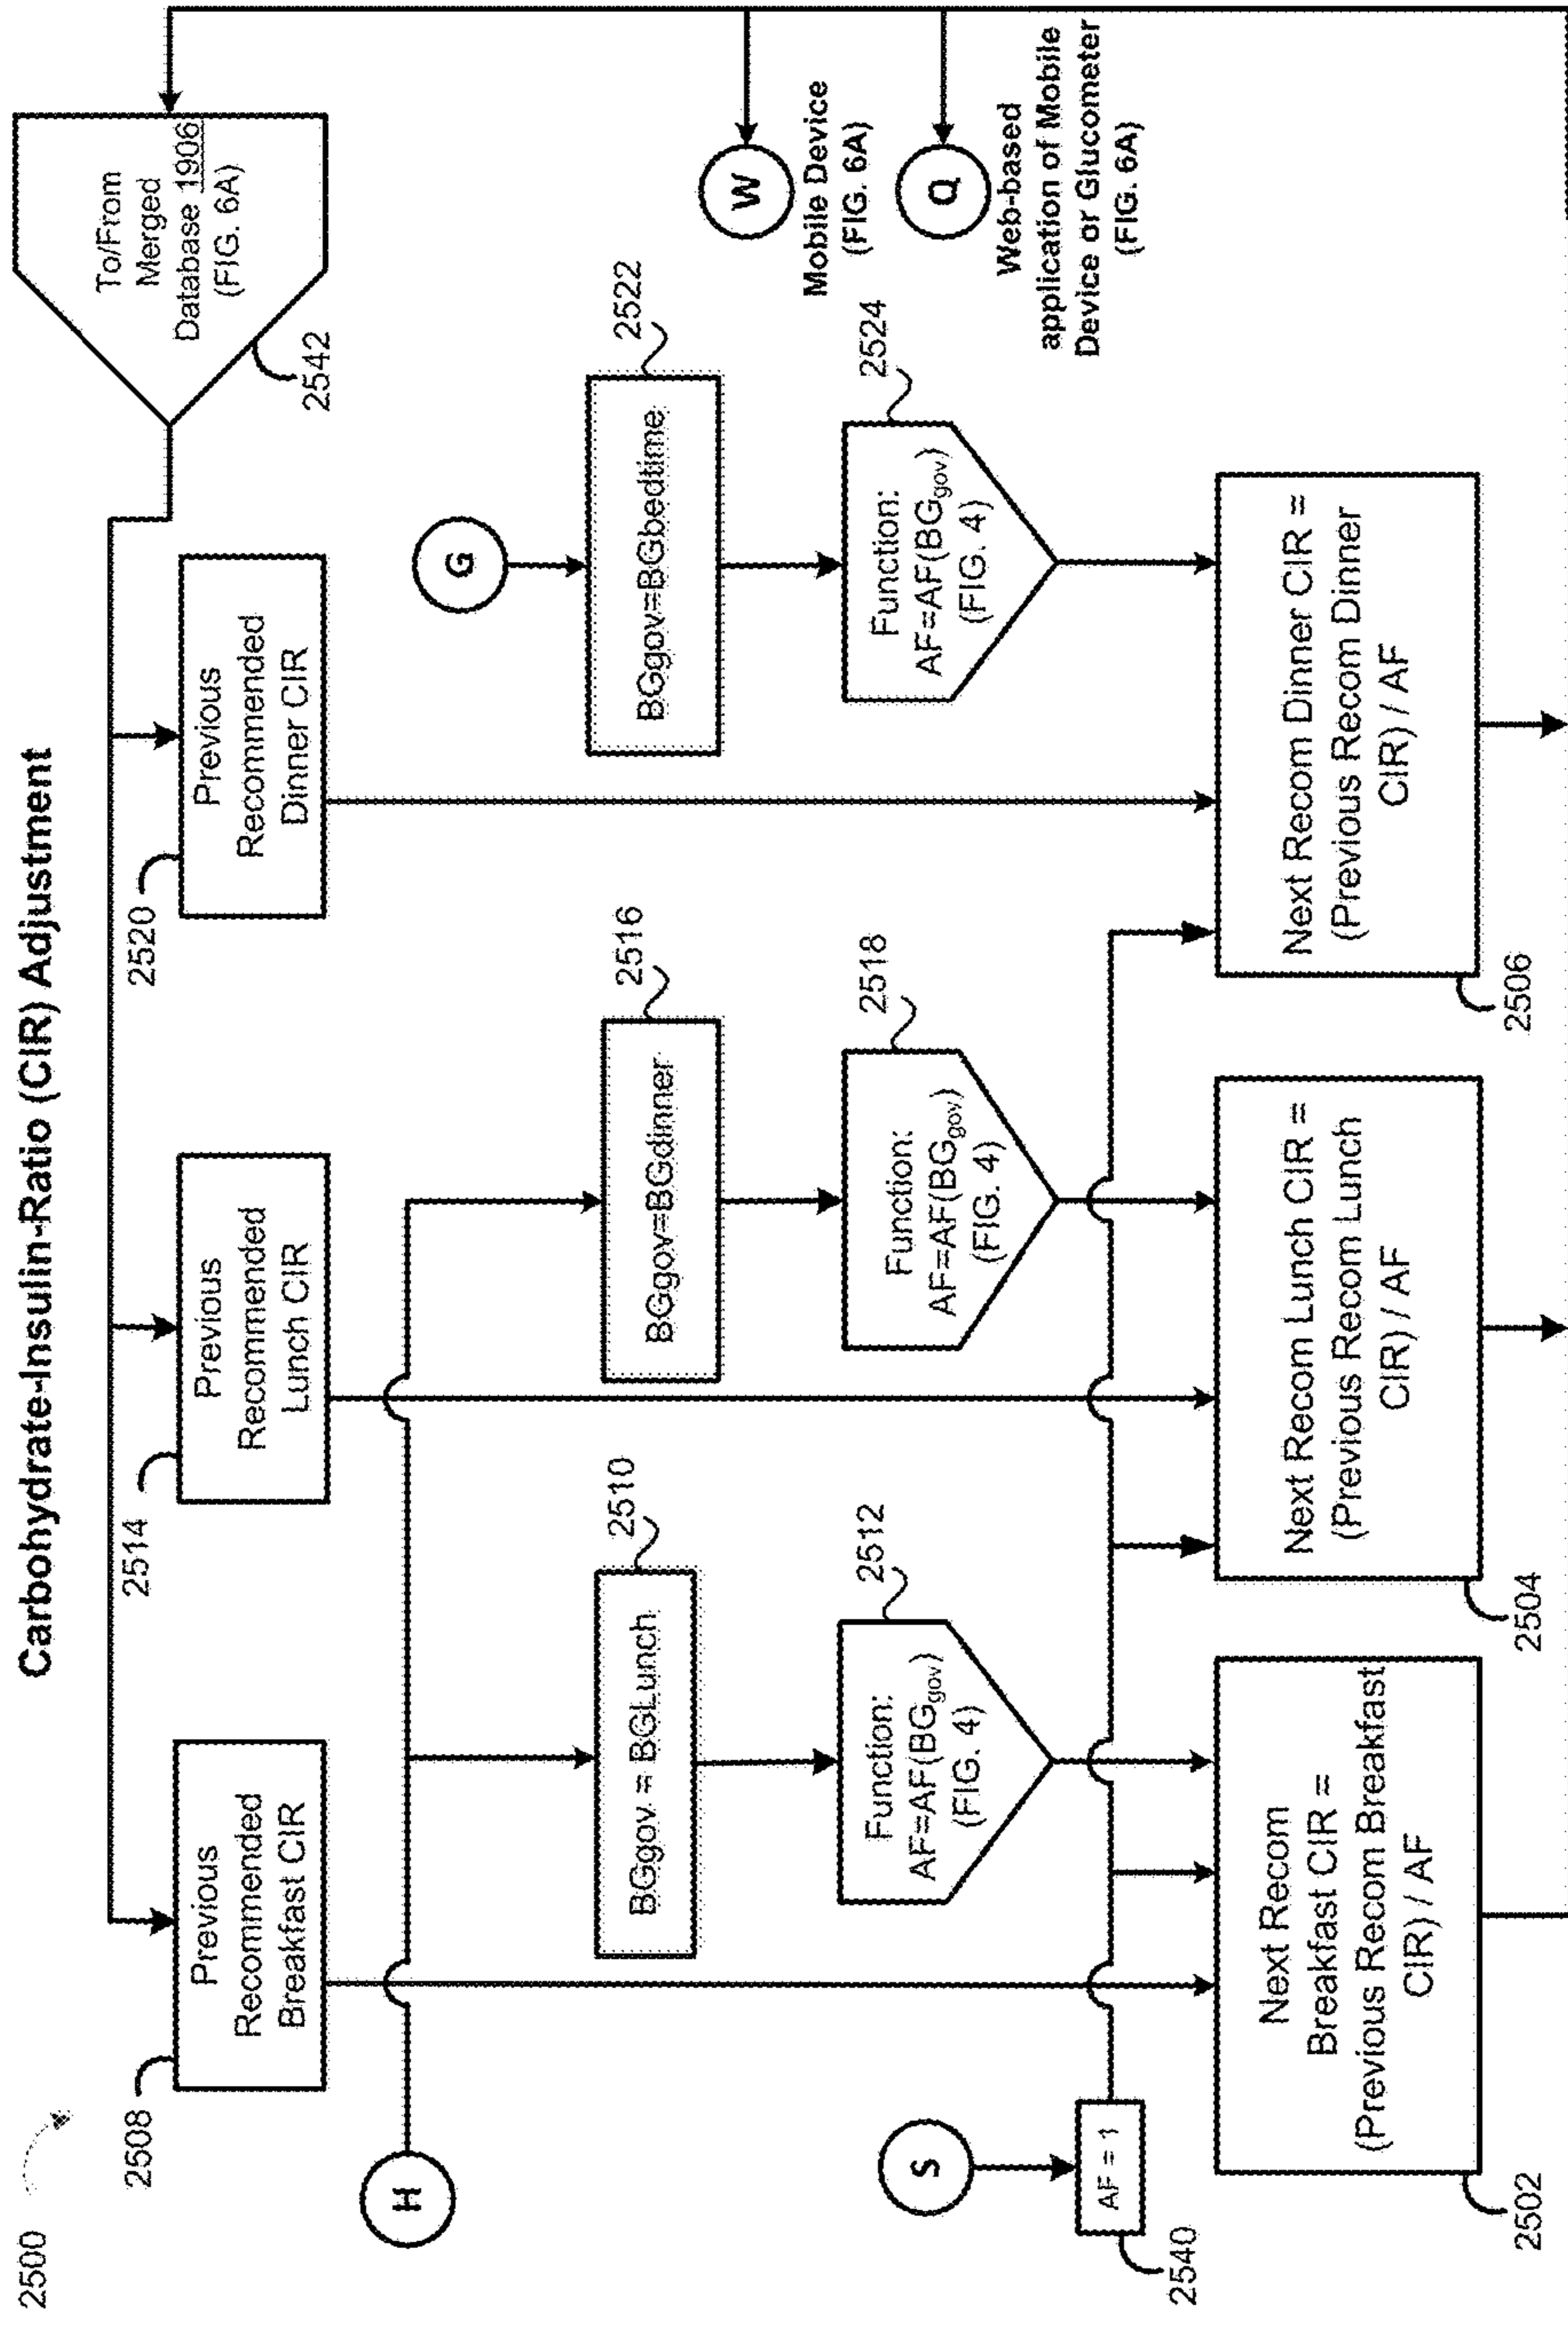 2500
Carbohydrate-Insulin-Ratio (CIR) Adjustment
2508
Previous
Recommended
Breakfast CIR
2514
Previous
Recommended
Lunch CIR
2520
Previous
Recommended
Dinner CIR
To/From
Merged
Database 1906
(FIG. 6A)
2542
H
G
BGgov = BGLunch
2510
BGgov=BGdinner
2516
BGgov=BGbedtime
2522
W
Mobile Device
(FIG. 6A)
Function:
AF=AF(BGgov)
(FIG. 4)
2512
Function:
AF=AF(BGgov)
(FIG. 4)
2518
Function:
AF=AF(BGgov)
(FIG. 4)
2524
Q
Web-based
application of Mobile
Device or Glucometer
(FIG. 6A)
S
AF = 1
2540
Next Recom
Breakfast CIR =
(Previous Recom Breakfast
CIR) / AF
2502
Next Recom Lunch CIR =
(Previous Recom Lunch
CIR) / AF
2504
Next Recom Dinner CIR =
(Previous Recom Dinner
CIR) / AF
2506